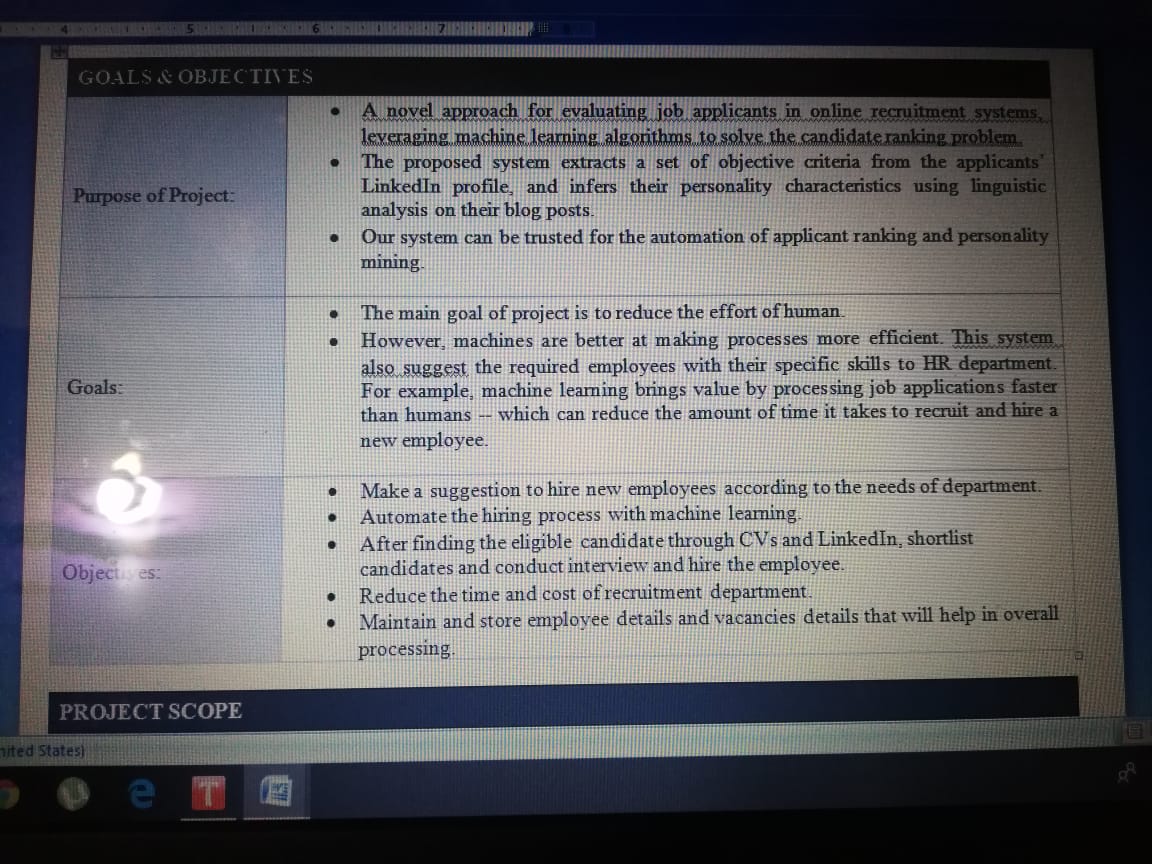 4 5 6 7
GOALS & OBJECTIVES
Purpose of Project:
• A novel approach for evaluating job applicants in online recruitment systems,
leveraging machine learning algorithms to solve the candidate ranking problem.
• The proposed system extracts a set of objective criteria from the applicants'
LinkedIn profile, and infers their personality characteristics using linguistic
analysis on their blog posts.
• Our system can be trusted for the automation of applicant ranking and personality
mining.
Goals:
• The main goal of project is to reduce the effort of human.
• However, machines are better at making processes more efficient. This system
also suggest the required employees with their specific skills to HR department.
For example, machine learning brings value by processing job applications faster
than humans -- which can reduce the amount of time it takes to recruit and hire a
new employee.
Objectives:
• Make a suggestion to hire new employees according to the needs of department.
• Automate the hiring process with machine learning.
• After finding the eligible candidate through CVs and LinkedIn, shortlist
candidates and conduct interview and hire the employee.
• Reduce the time and cost of recruitment department.
• Maintain and store employee details and vacancies details that will help in overall
processing.
PROJECT SCOPE
nited States)